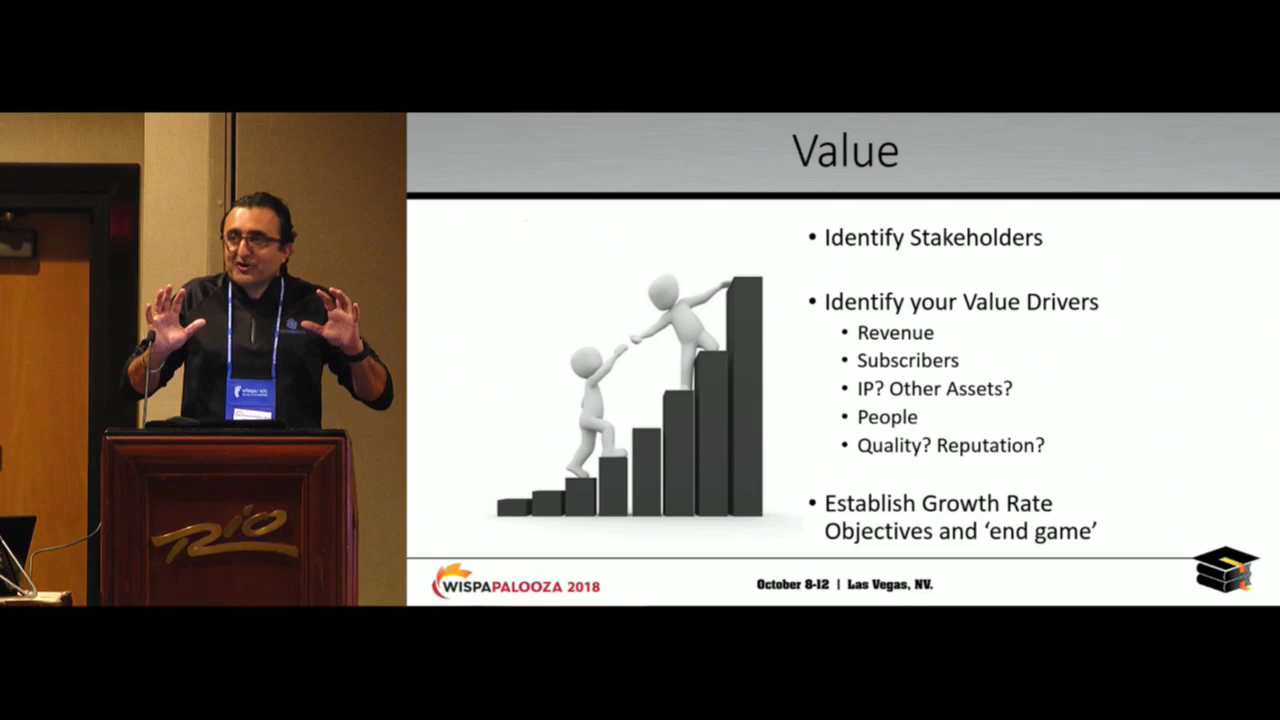 Value
• Identify Stakeholders
• Identify your Value Drivers
• Revenue
• Subscribers
• IP? Other Assets?
• People
• Quality? Reputation?
• Establish Growth Rate
Objectives and ‘end game’
WISPAPALOOZA 2018
October 8-12 | Las Vegas, NV.
Rio